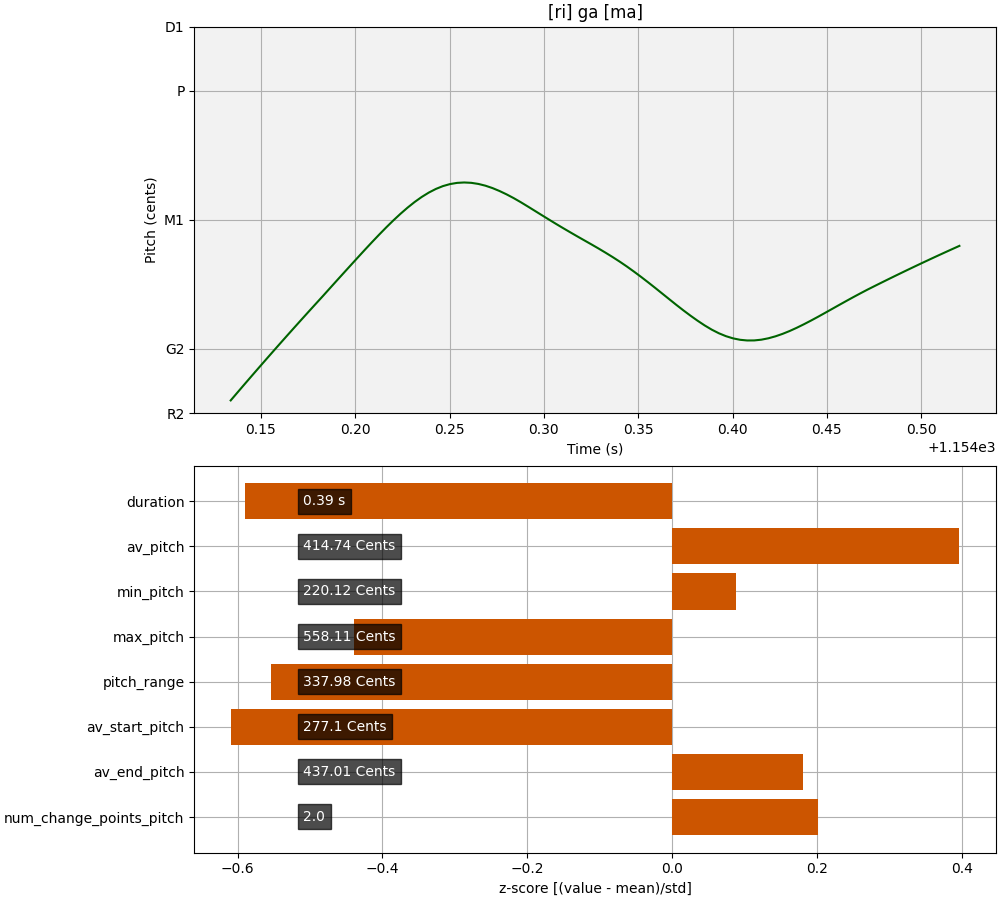 [ri] ga [ma]
D1
P
M1
G2
R2
Pitch (cents)
0.15 0.20 0.25 0.30 0.35 0.40 0.45 0.50
+1.154e3
Time (s)
duration 0.39 s
av_pitch 414.74 Cents
min_pitch 220.12 Cents
max_pitch 558.11 Cents
pitch_range 337.98 Cents
av_start_pitch 277.1 Cents
av_end_pitch 437.01 Cents
num_change_points_pitch 2.0
−0.6 −0.4 −0.2 0.0 0.2 0.4
z-score [(value - mean)/std]